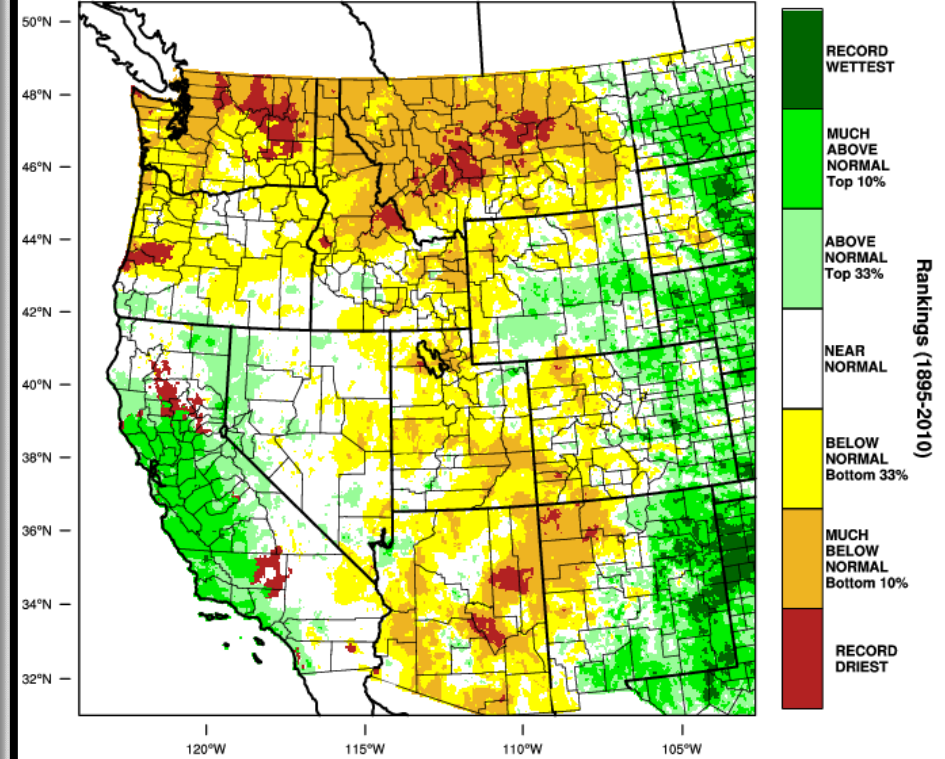 50°N
48°N
46°N
44°N
42°N
40°N
38°N
36°N
34°N
32°N
120°W
115°W
110°W
105°W
RECORD
WETTEST
MUCH
ABOVE
NORMAL
Top 10%
ABOVE
NORMAL
Top 33%
NEAR
NORMAL
BELOW
NORMAL
Bottom 33%
MUCH
BELOW
NORMAL
Bottom 10%
RECORD
DRIEST
Rankings (1895-2010)